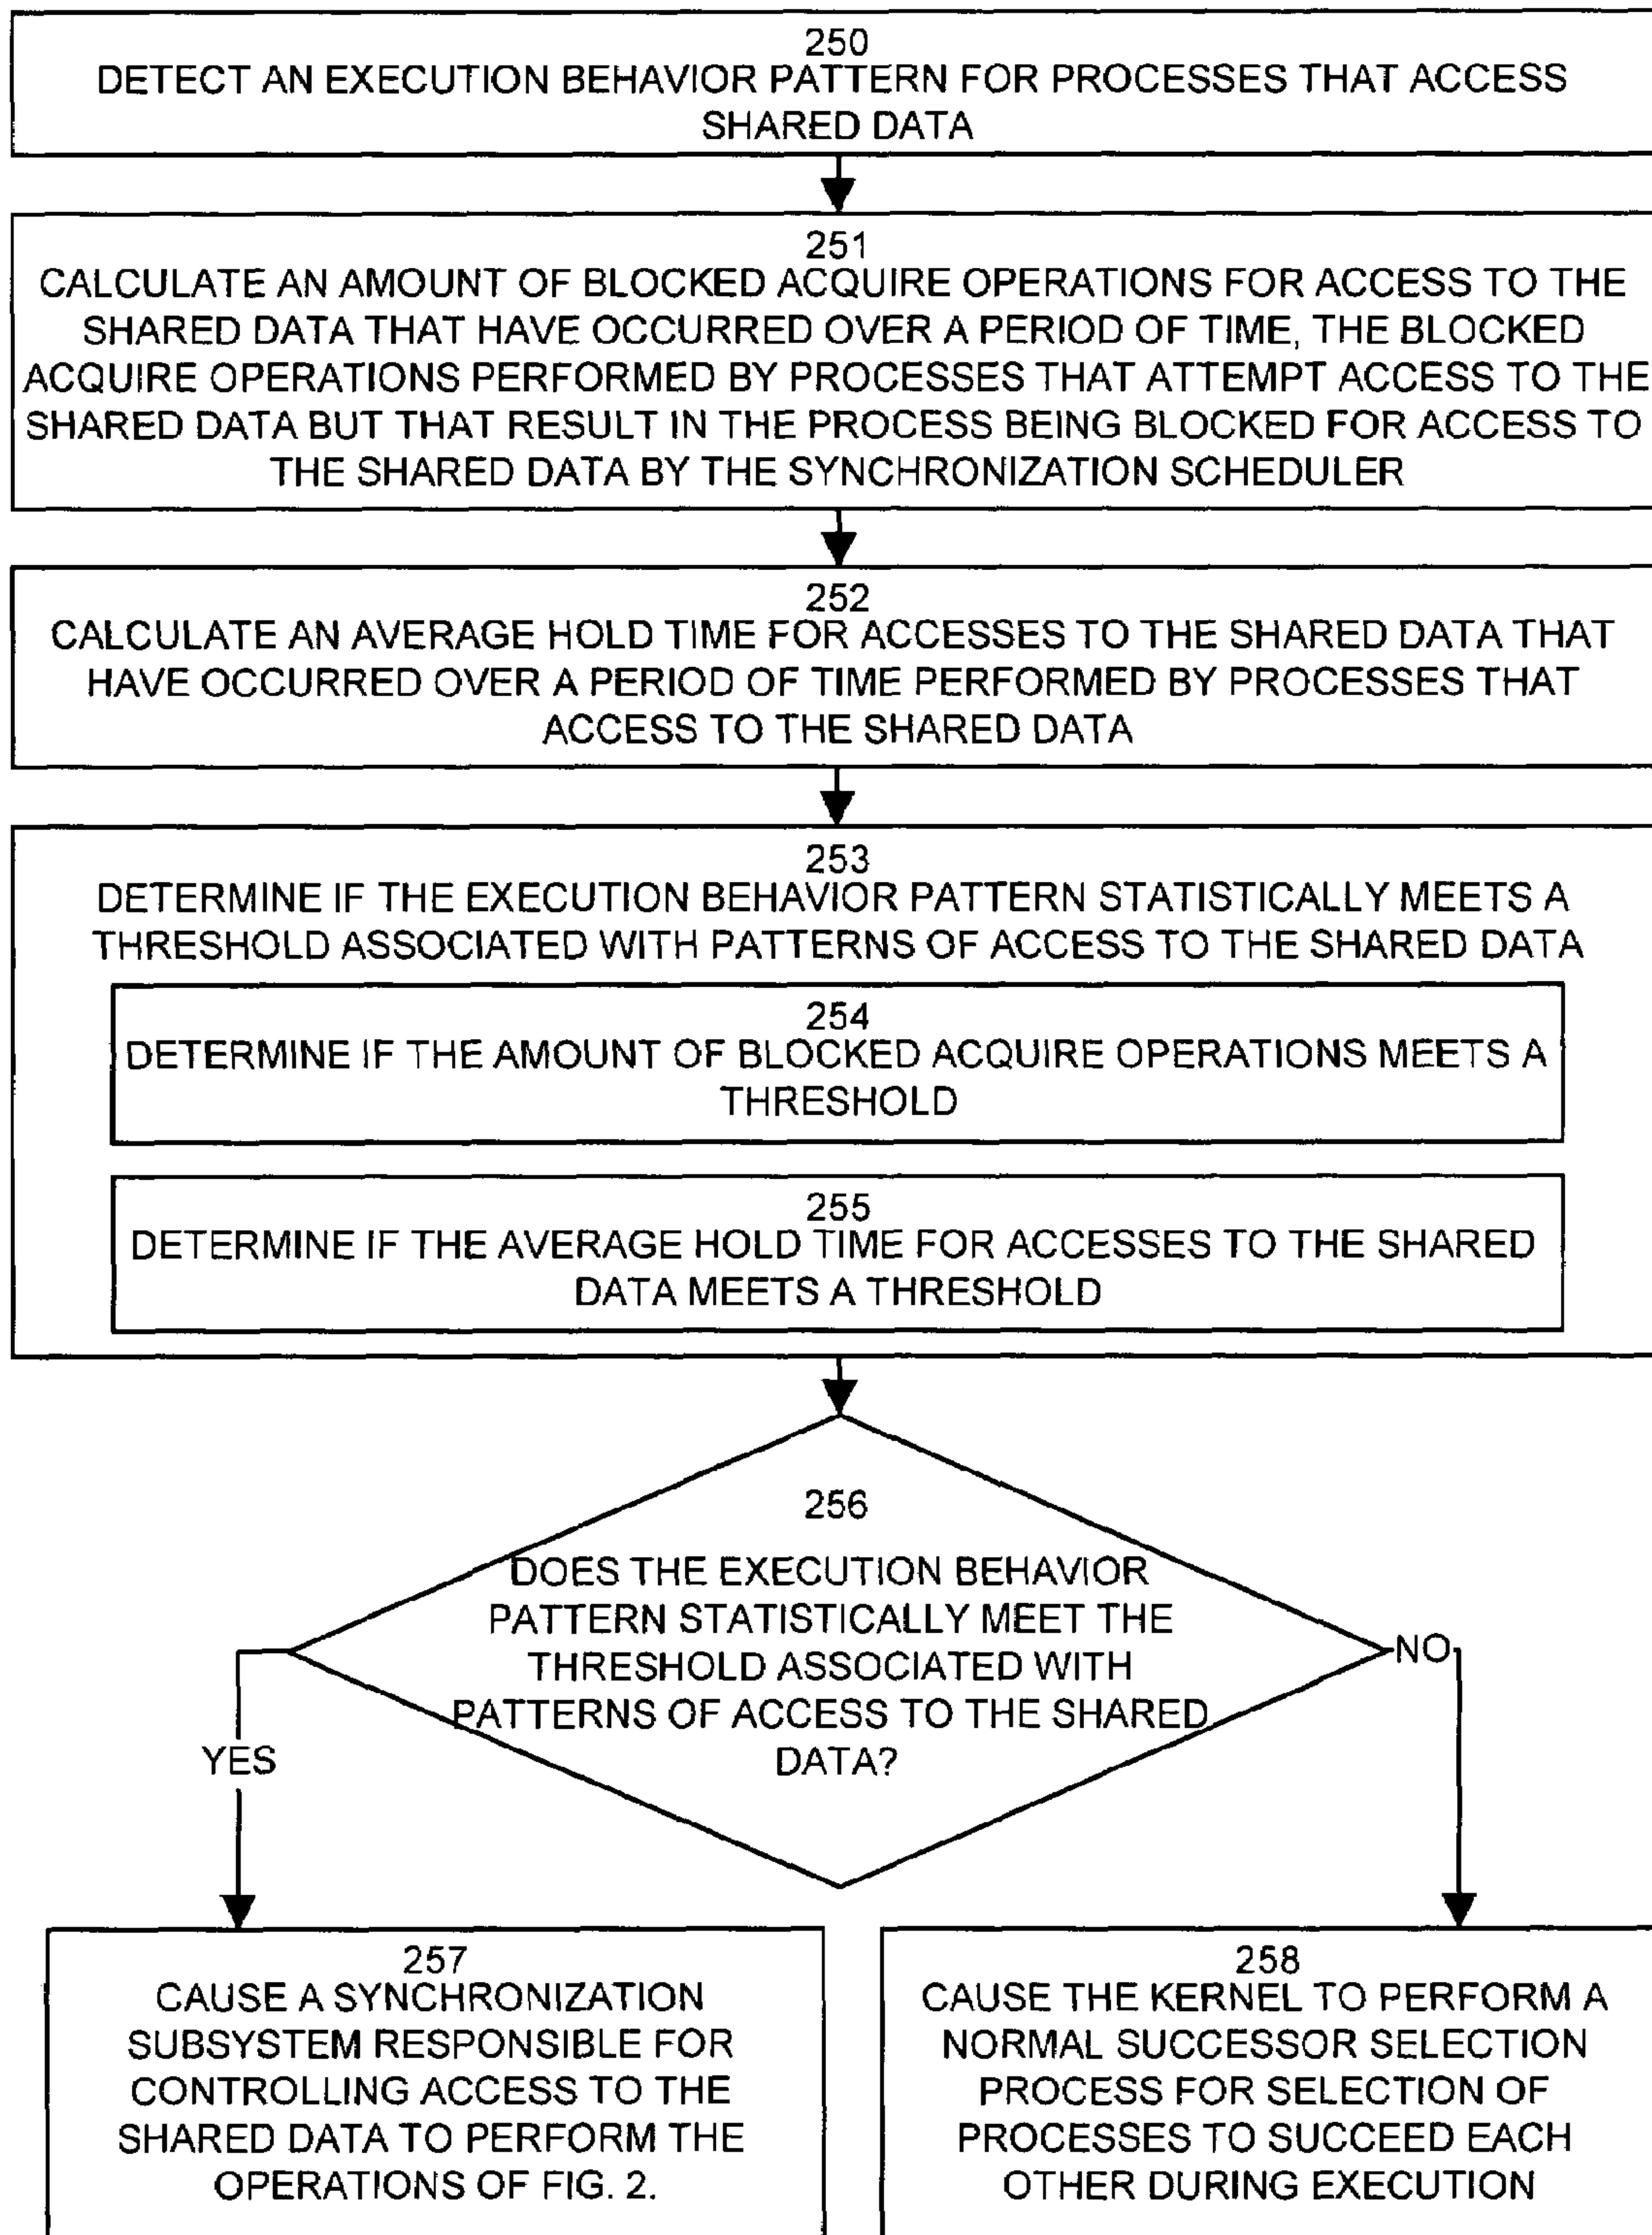 250
DETECT AN EXECUTION BEHAVIOR PATTERN FOR PROCESSES THAT ACCESS
SHARED DATA
251
CALCULATE AN AMOUNT OF BLOCKED ACQUIRE OPERATIONS FOR ACCESS TO THE
SHARED DATA THAT HAVE OCCURRED OVER A PERIOD OF TIME, THE BLOCKED
ACQUIRE OPERATIONS PERFORMED BY PROCESSES THAT ATTEMPT ACCESS TO THE
SHARED DATA BUT THAT RESULT IN THE PROCESS BEING BLOCKED FOR ACCESS TO
THE SHARED DATA BY THE SYNCHRONIZATION SCHEDULER
252
CALCULATE AN AVERAGE HOLD TIME FOR ACCESSES TO THE SHARED DATA THAT
HAVE OCCURRED OVER A PERIOD OF TIME PERFORMED BY PROCESSES THAT
ACCESS TO THE SHARED DATA
253
DETERMINE IF THE EXECUTION BEHAVIOR PATTERN STATISTICALLY MEETS A
THRESHOLD ASSOCIATED WITH PATTERNS OF ACCESS TO THE SHARED DATA
254
DETERMINE IF THE AMOUNT OF BLOCKED ACQUIRE OPERATIONS MEETS A
THRESHOLD
255
DETERMINE IF THE AVERAGE HOLD TIME FOR ACCESSES TO THE SHARED
DATA MEETS A THRESHOLD
256
DOES THE EXECUTION BEHAVIOR
PATTERN STATISTICALLY MEET THE
THRESHOLD ASSOCIATED WITH
PATTERNS OF ACCESS TO THE SHARED
DATA?
YES
NO
257
CAUSE A SYNCHRONIZATION
SUBSYSTEM RESPONSIBLE FOR
CONTROLLING ACCESS TO THE
SHARED DATA TO PERFORM THE
OPERATIONS OF FIG. 2.
258
CAUSE THE KERNEL TO PERFORM A
NORMAL SUCCESSOR SELECTION
PROCESS FOR SELECTION OF
PROCESSES TO SUCCEED EACH
OTHER DURING EXECUTION